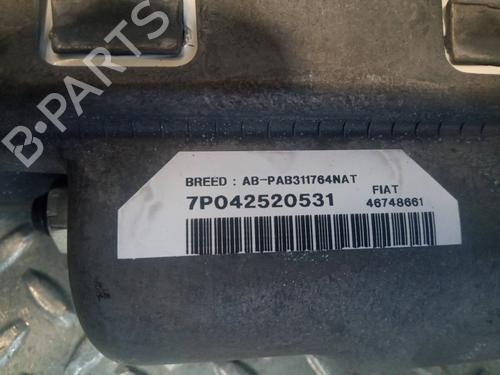 B-PARTS
BREED : AB-PAB311764NAT
7P042520531
FIAT
46748661